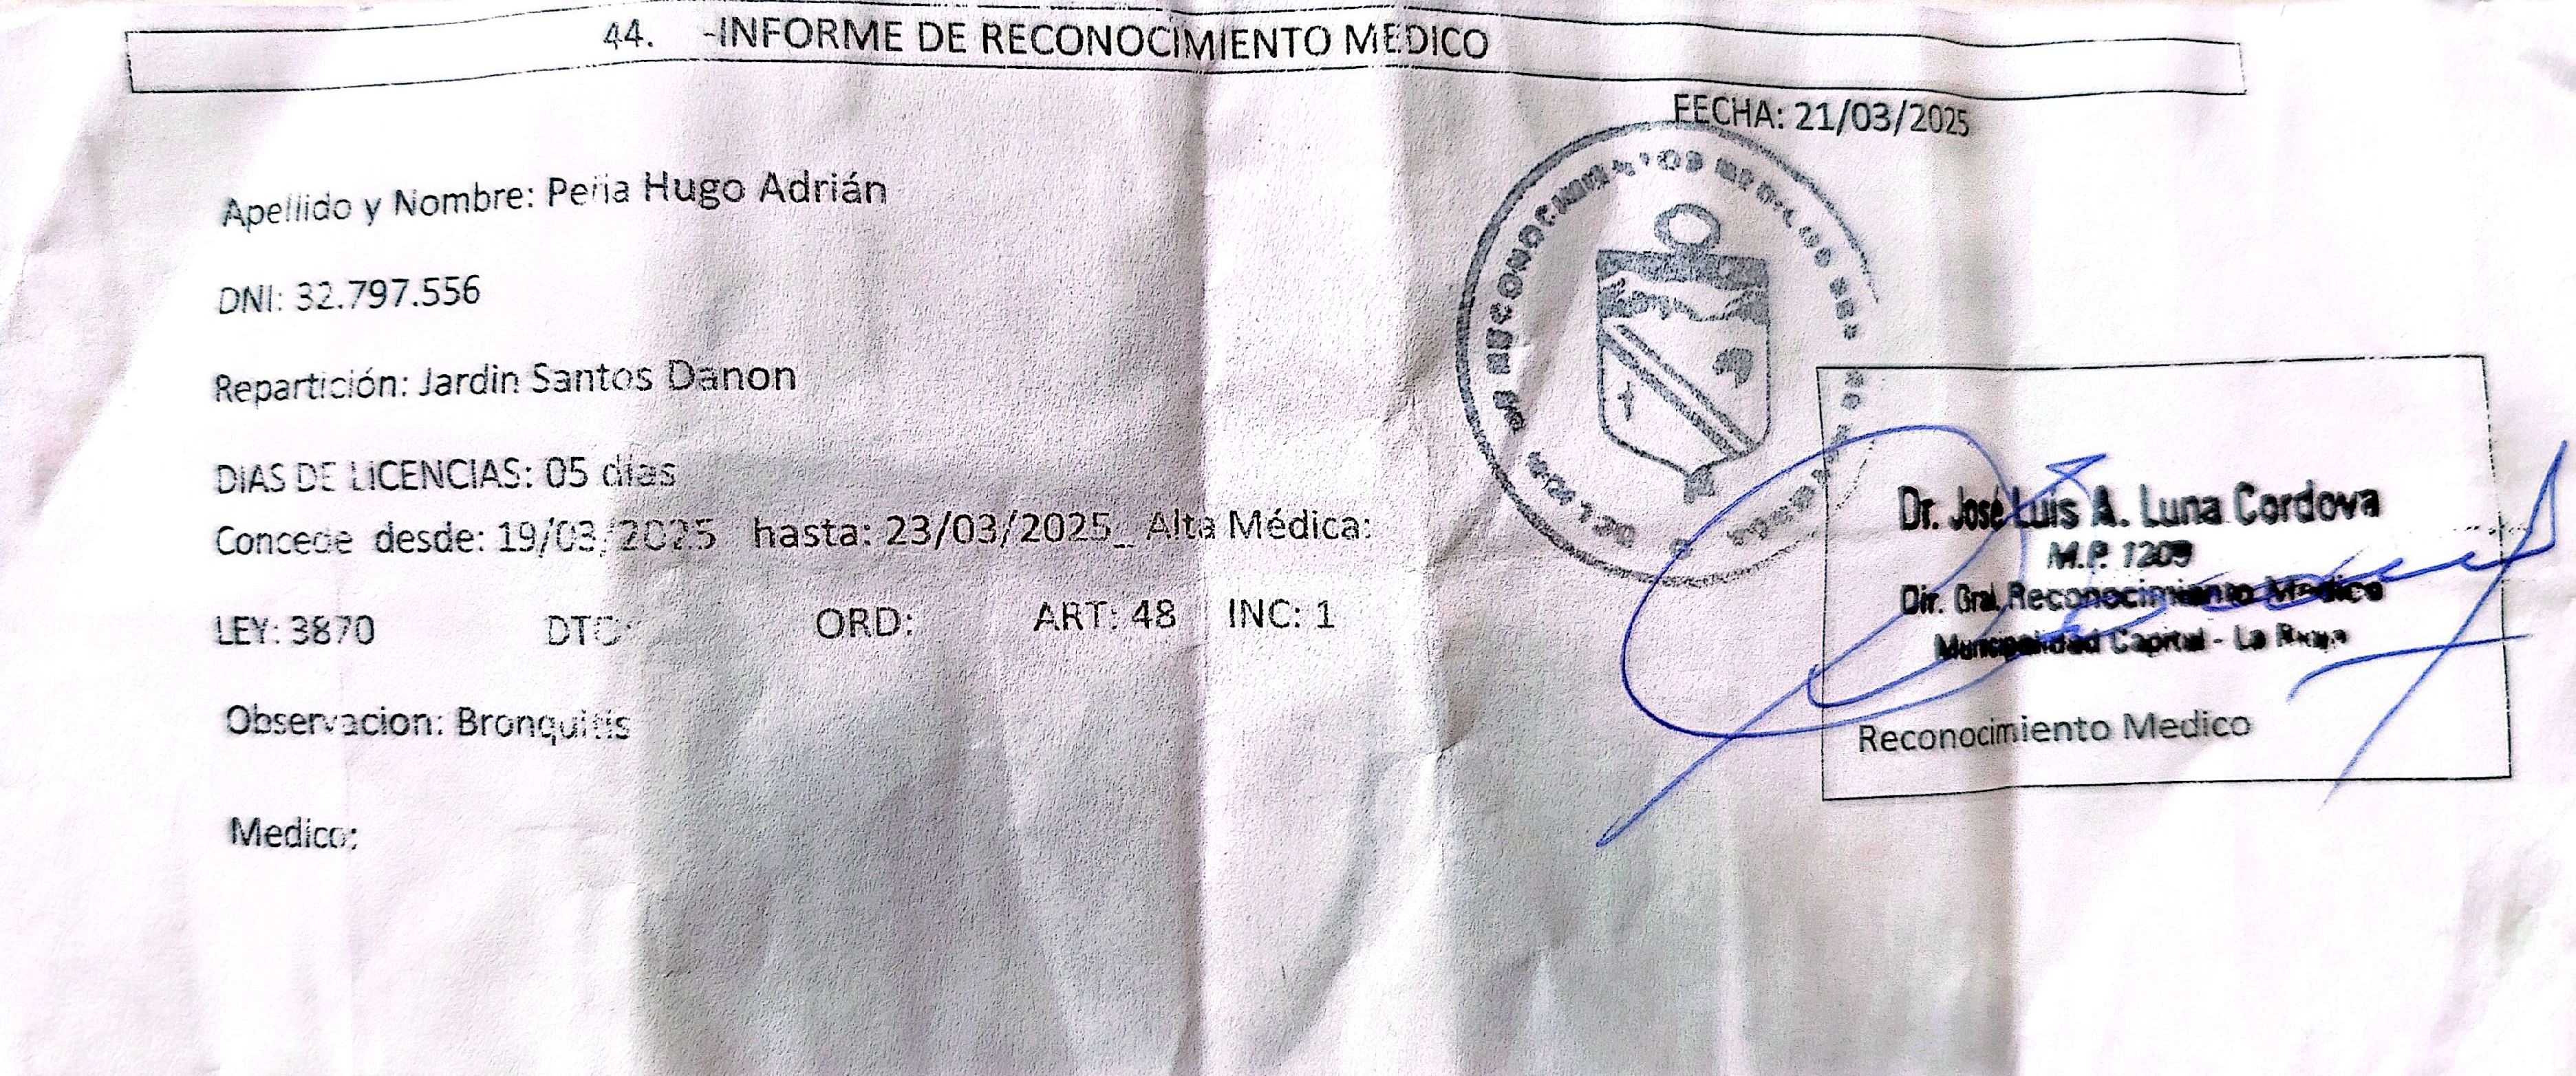 44. -INFORME DE RECONOCIMIENTO MEDICO
FECHA: 21/03/2025
Apellido y Nombre: Peña Hugo Adrián
DNI: 32.797.556
Repartición: Jardin Santos Danon
DIAS DE LICENCIAS: 05 días
Concede desde: 19/03/2025 hasta: 23/03/2025_ Alta Médica:
LEY: 3870 DTO: ORD: ART: 48 INC: 1
Observacion: Bronquitis
Medico:
Dr. José Luis A. Luna Cordova
M.P. 1209
Dir. Gral. Reconocimiento Medico
Municipalidad Capital - La Rioja
Reconocimiento Medico